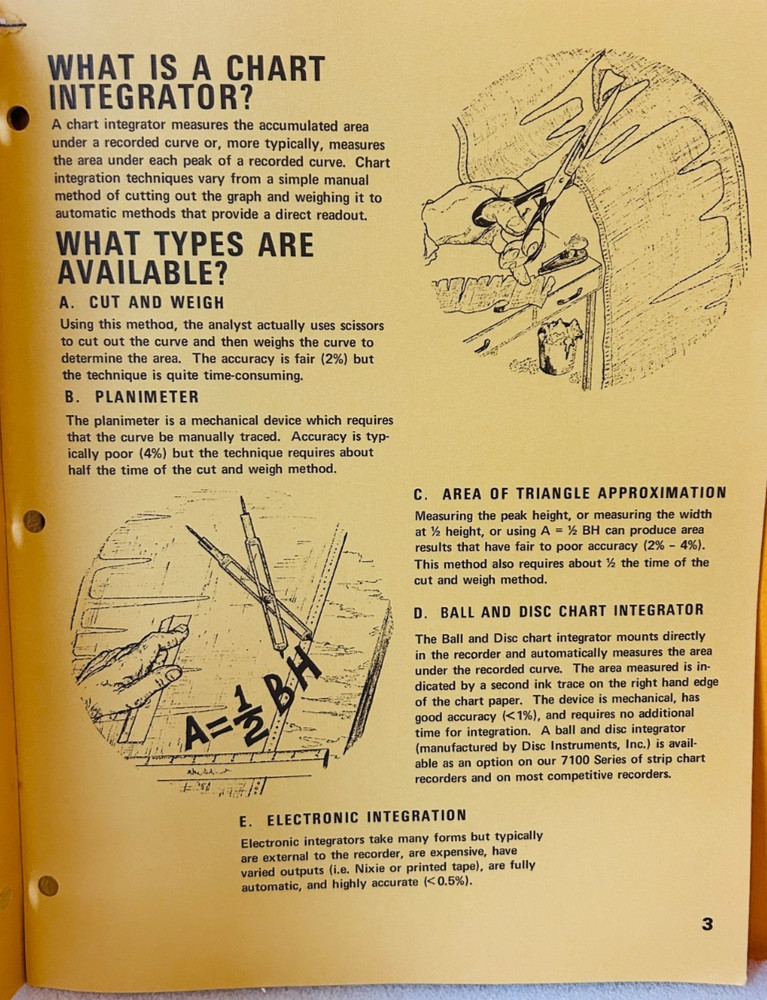 WHAT IS A CHART
INTEGRATOR?
A chart integrator measures the accumulated area
under a recorded curve or, more typically, measures
the area under each peak of a recorded curve. Chart
integration techniques vary from a simple manual
method of cutting out the graph and weighing it to
automatic methods that provide a direct readout.
WHAT TYPES ARE
AVAILABLE?
A. CUT AND WEIGH
Using this method, the analyst actually uses scissors
to cut out the curve and then weighs the curve to
determine the area. The accuracy is fair (2%) but
the technique is quite time-consuming.
B. PLANIMETER
The planimeter is a mechanical device which requires
that the curve be manually traced. Accuracy is typ-
ically poor (4%) but the technique requires about
half the time of the cut and weigh method.
A=½ BH
C. AREA OF TRIANGLE APPROXIMATION
Measuring the peak height, or measuring the width
at ½ height, or using A = ½ BH can produce area
results that have fair to poor accuracy (2% - 4%).
This method also requires about ½ the time of the
cut and weigh method.
D. BALL AND DISC CHART INTEGRATOR
The Ball and Disc chart integrator mounts directly
in the recorder and automatically measures the area
under the recorded curve. The area measured is in-
dicated by a second ink trace on the right hand edge
of the chart paper. The device is mechanical, has
good accuracy (<1%), and requires no additional
time for integration. A ball and disc integrator
(manufactured by Disc Instruments, Inc.) is avail-
able as an option on our 7100 Series of strip chart
recorders and on most competitive recorders.
E. ELECTRONIC INTEGRATION
Electronic integrators take many forms but typically
are external to the recorder, are expensive, have
varied outputs (i.e. Nixie or printed tape), are fully
automatic, and highly accurate (<0.5%).
3